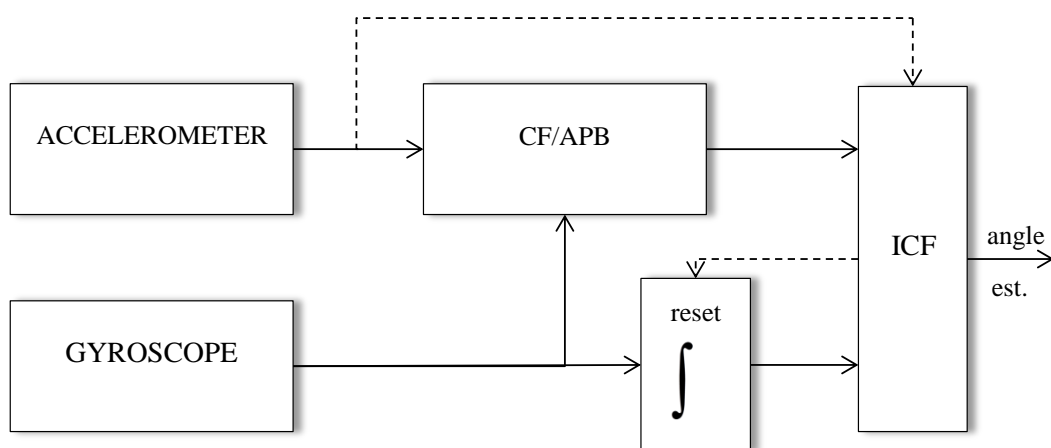 ACCELEROMETER
CF/APB
ICF
angle
est.
reset
∫
GYROSCOPE